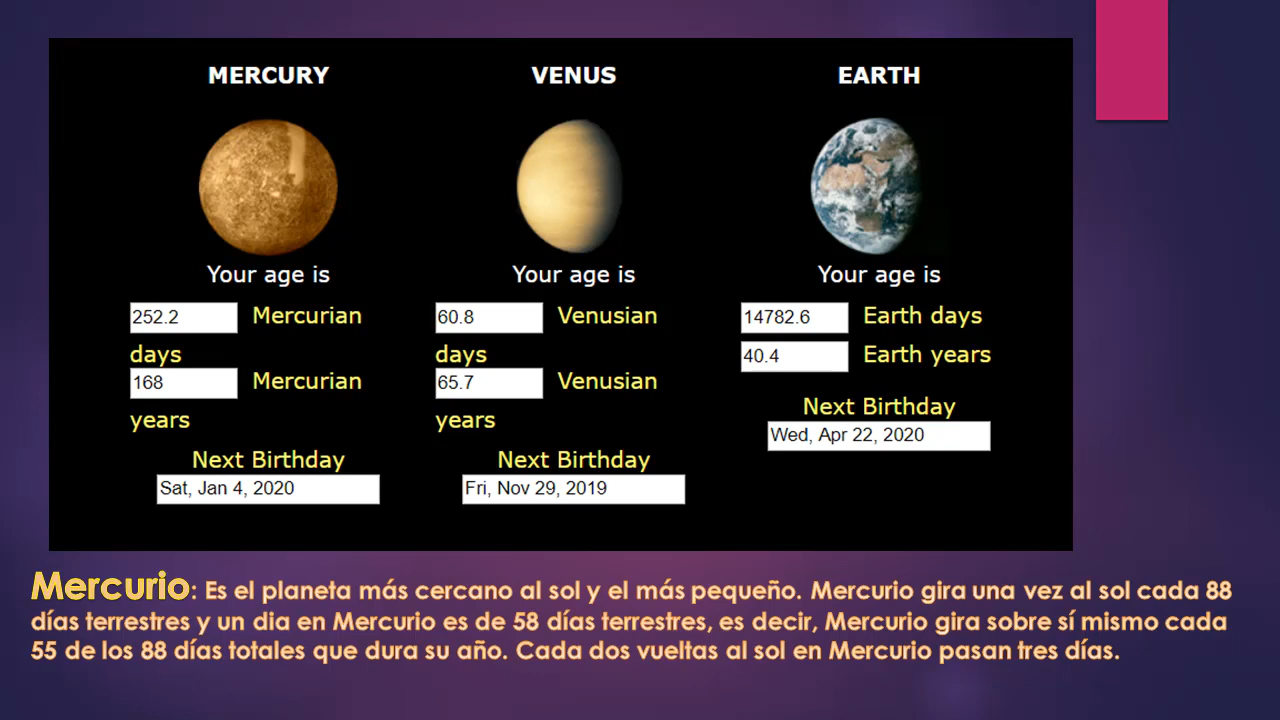 MERCURY VENUS EARTH
Your age is Your age is Your age is
252.2 Mercurian 60.8 Venusian 14782.6 Earth days
days days 40.4 Earth years
168 Mercurian 65.7 Venusian
years years
Next Birthday
Wed, Apr 22, 2020
Next Birthday Next Birthday
Sat, Jan 4, 2020 Fri, Nov 29, 2019
Mercurio: Es el planeta más cercano al sol y el más pequeño. Mercurio gira una vez al sol cada 88
días terrestres y un dia en Mercurio es de 58 días terrestres, es decir, Mercurio gira sobre sí mismo cada
55 de los 88 días totales que dura su año. Cada dos vueltas al sol en Mercurio pasan tres días.